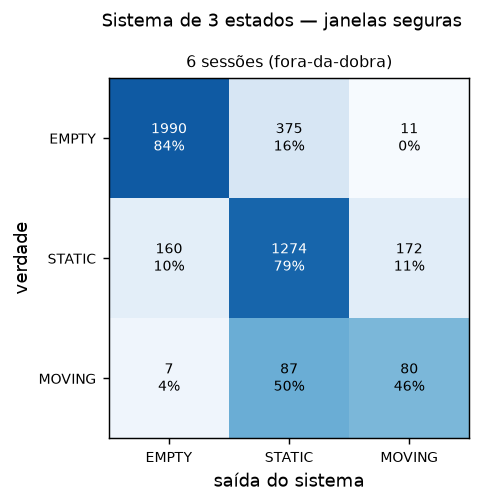 Sistema de 3 estados — janelas seguras
6 sessões (fora-da-dobra)
verdade
EMPTY
1990
84%
375
16%
11
0%
STATIC
160
10%
1274
79%
172
11%
MOVING
7
4%
87
50%
80
46%
EMPTY STATIC MOVING
saída do sistema